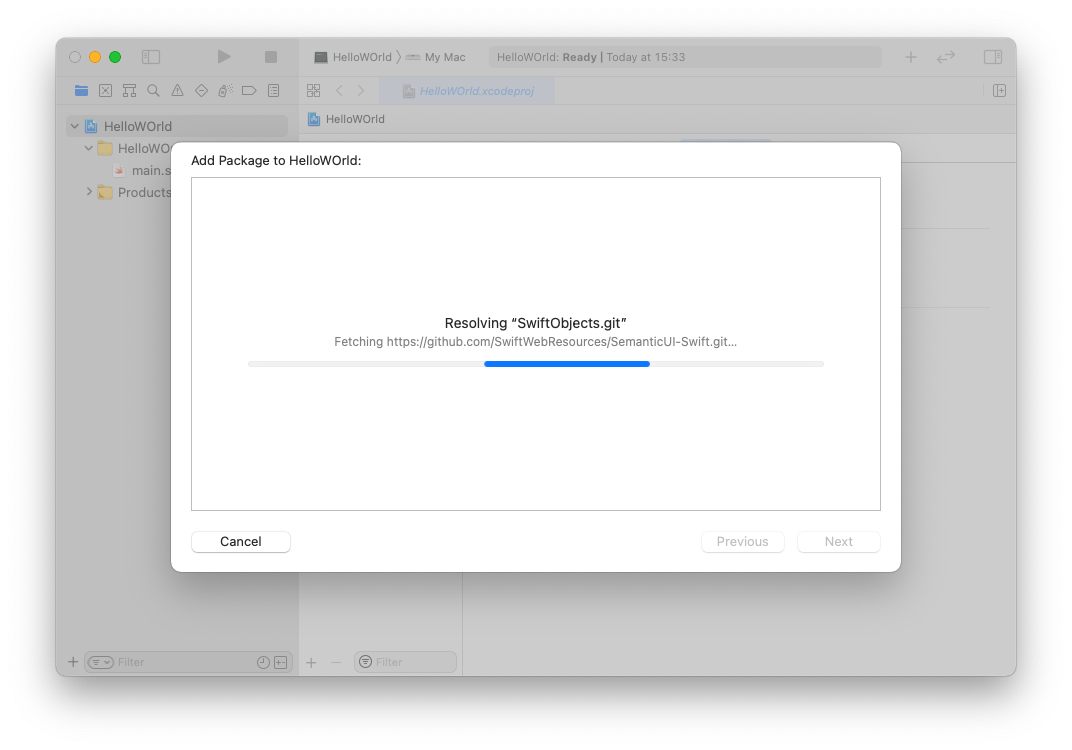 HelloWOrld 〉 My Mac
HelloWOrld: Ready | Today at 15:33
HelloWOrld.xcodeproj
HelloWOrld
HelloWOrld
HelloWO
main.s
Products
Add Package to HelloWOrld:
Resolving “SwiftObjects.git”
Fetching https://github.com/SwiftWebResources/SemanticUI-Swift.git...
Cancel
Previous
Next
Filter
Filter